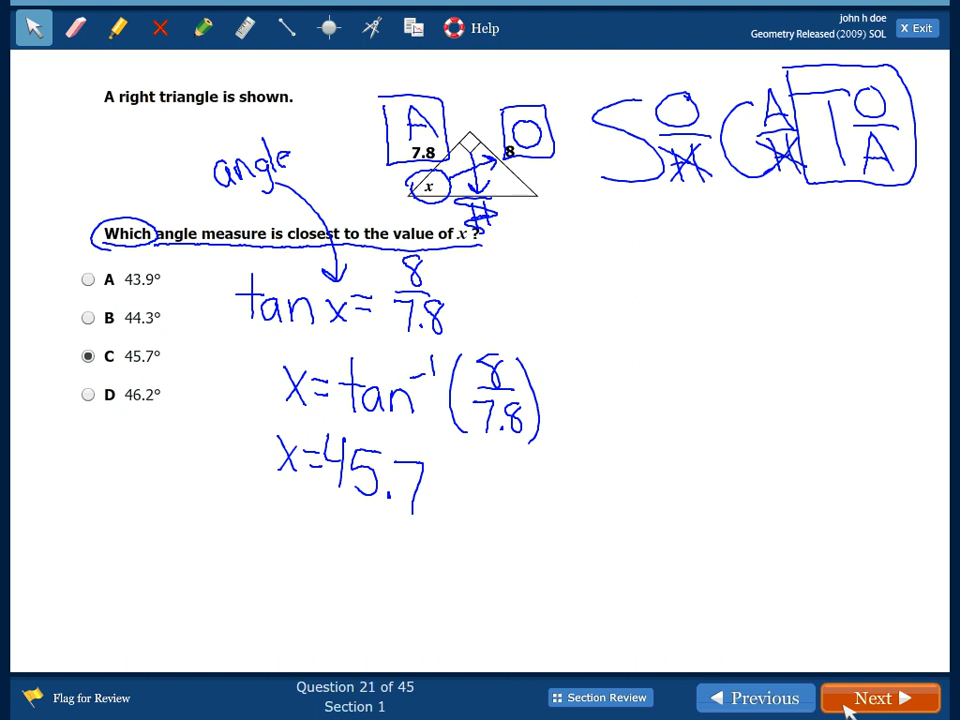 Help
john h doe
Geometry Released (2009) SOL
X Exit
A right triangle is shown.
A
O
7.8
8
x
H
S O/H C A/H T O/A
angle
Which angle measure is closest to the value of x ?
A 43.9°
B 44.3°
C 45.7°
D 46.2°
tan x = 8/7.8
x = tan⁻¹ (8/7.8)
x = 45.7
Flag for Review
Question 21 of 45
Section 1
Section Review
Previous
Next